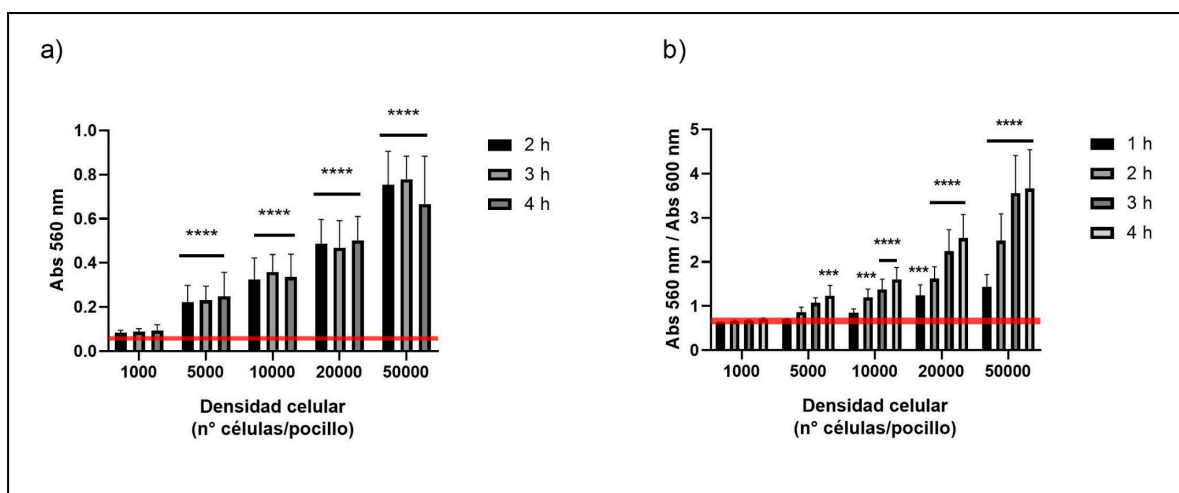 a)
Abs 560 nm
1.0
0.8
0.6
0.4
0.2
0.0
****
****
****
****
1000 5000 10000 20000 50000
Densidad celular
(n° células/pocillo)
2 h
3 h
4 h
b)
Abs 560 nm / Abs 600 nm
5
4
3
2
1
0
***
***
****
***
****
****
1000 5000 10000 20000 50000
Densidad celular
(n° células/pocillo)
1 h
2 h
3 h
4 h